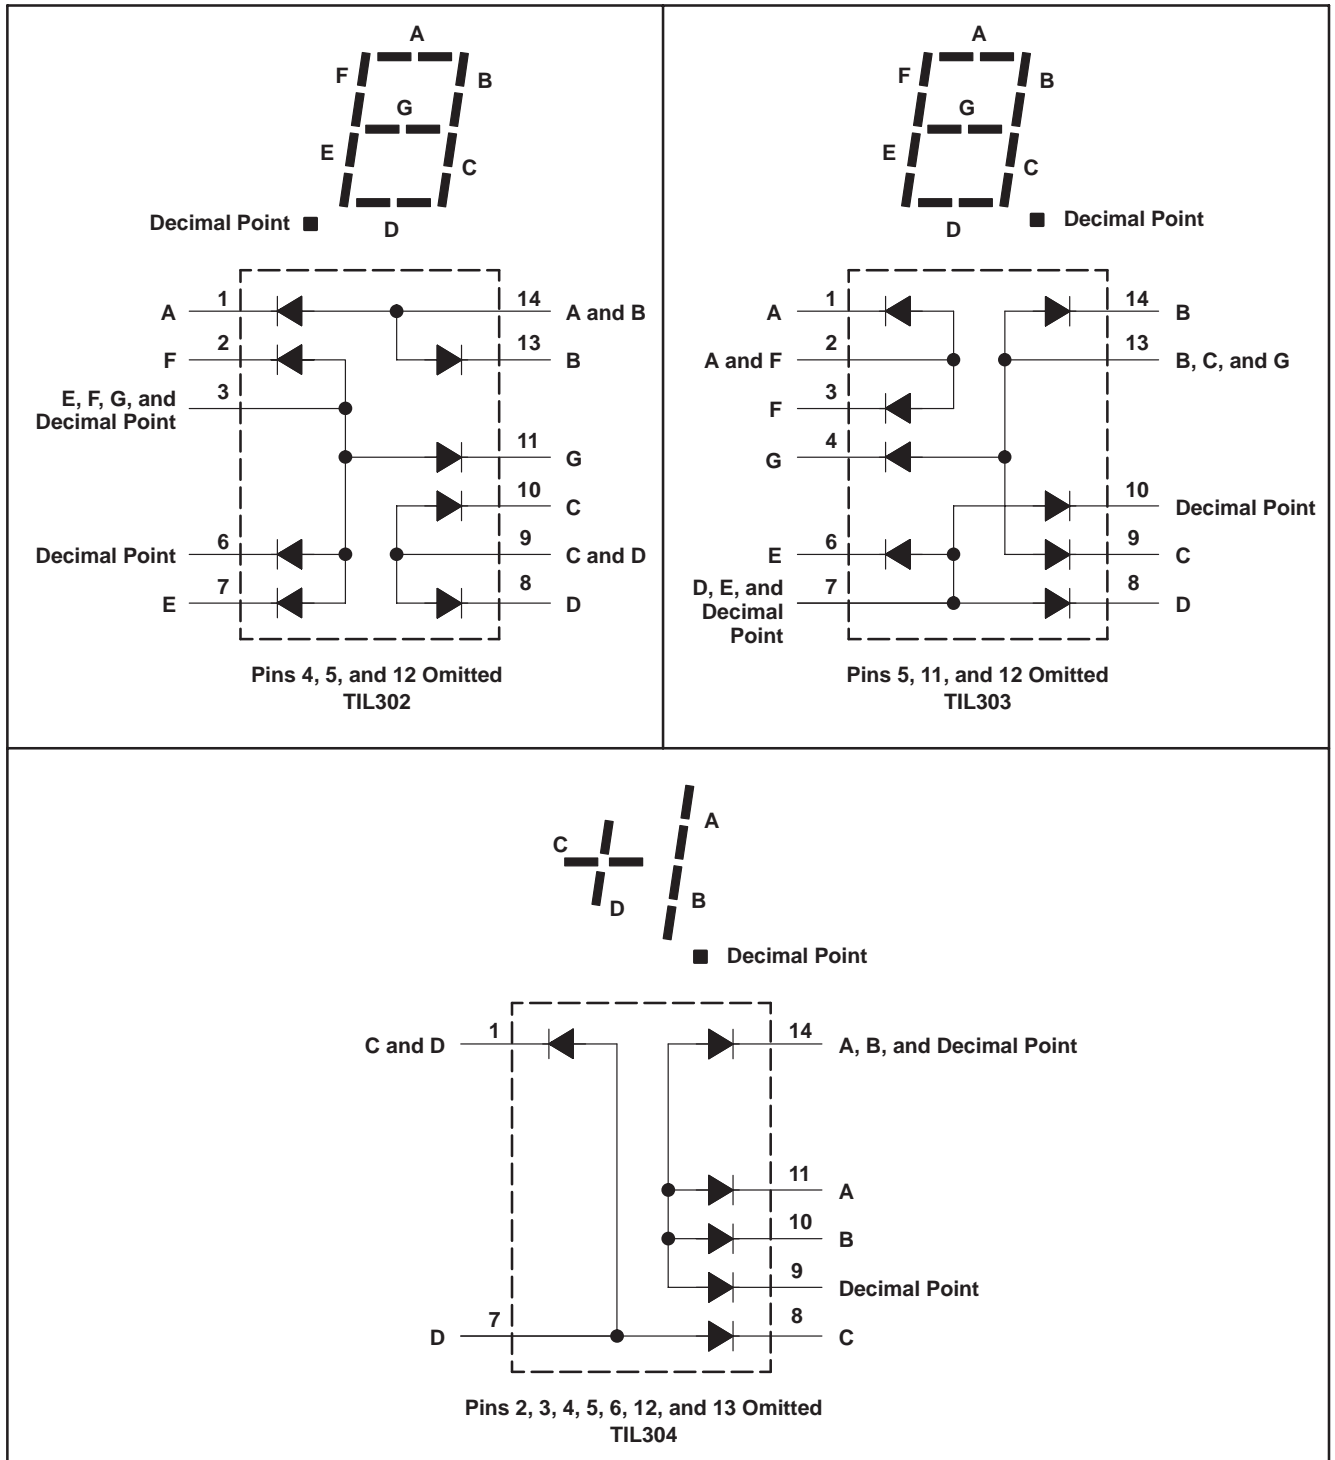 A
F
B
G
E
C
D
Decimal Point
1
A
14
A and B
2
F
13
B
3
E, F, G, and
Decimal Point
11
G
10
C
6
Decimal Point
9
C and D
7
E
8
D
Pins 4, 5, and 12 Omitted
TIL302
A
F
B
G
E
C
D
Decimal Point
1
A
14
B
2
A and F
13
B, C, and G
3
F
4
G
10
Decimal Point
6
E
9
C
7
D, E, and
Decimal
Point
8
D
Pins 5, 11, and 12 Omitted
TIL303
A
C
B
D
Decimal Point
1
C and D
14
A, B, and Decimal Point
11
A
10
B
9
Decimal Point
7
D
8
C
Pins 2, 3, 4, 5, 6, 12, and 13 Omitted
TIL304